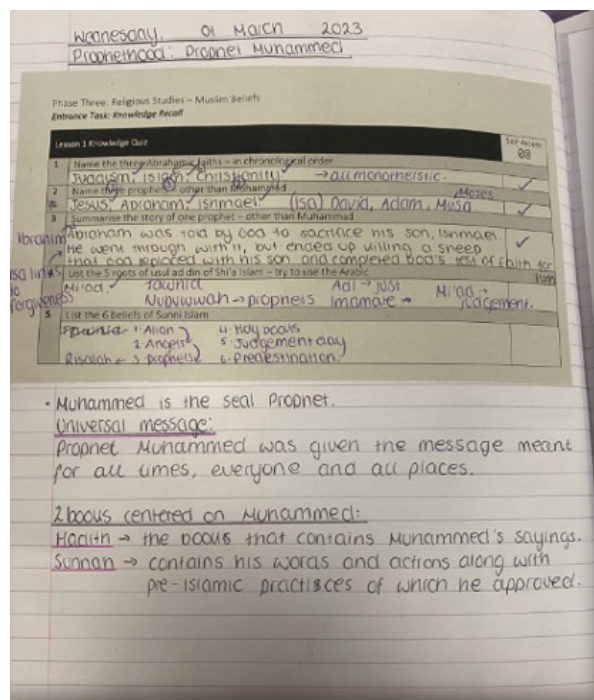 Wednesday, 01 March 2023
Prophethood: Prophet Muhammed
Phase Three: Religious Studies – Muslim Beliefs
Entrance Task: Knowledge Recall
Lesson 1 Knowledge Quiz
Self Assess
1 Name the three Abrahamic faiths – in chronological order
Judaism, Islam, Christianity → all monotheistic.
2 Name three prophets – other than Muhammad
Moses
Jesus, Abraham, Ishmael (Isa) David, Adam, Musa
3 Summarise the story of one prophet – other than Muhammad
Ibrahim
Abraham was told by God to sacrifice his son, Ishmael.
He went through with it, but ended up killing a sheep
that God replaced with his son and completed God's test of faith for him
Isa links to forgiveness
List the 5 roots of usul ad din of Shi'a Islam – try to use the Arabic
Mi'ad Tawhid Adl → just Mi'ad → judgement.
Nubuwwah → prophets Imamate →
5 List the 6 beliefs of Sunni Islam
Tawhid 1. Allah 4. Holy books
2. Angels 5. Judgement day
Risalah ← 3. Prophets 6. Predestination.
• Muhammed is the seal Prophet.
Universal message:
Prophet Muhammed was given the message meant
for all times, everyone and all places.
2 books centered on Muhammed:
Hadith → the books that contains Muhammed's sayings.
Sunnah → contains his words and actions along with
pre-Islamic practisces of which he approved.